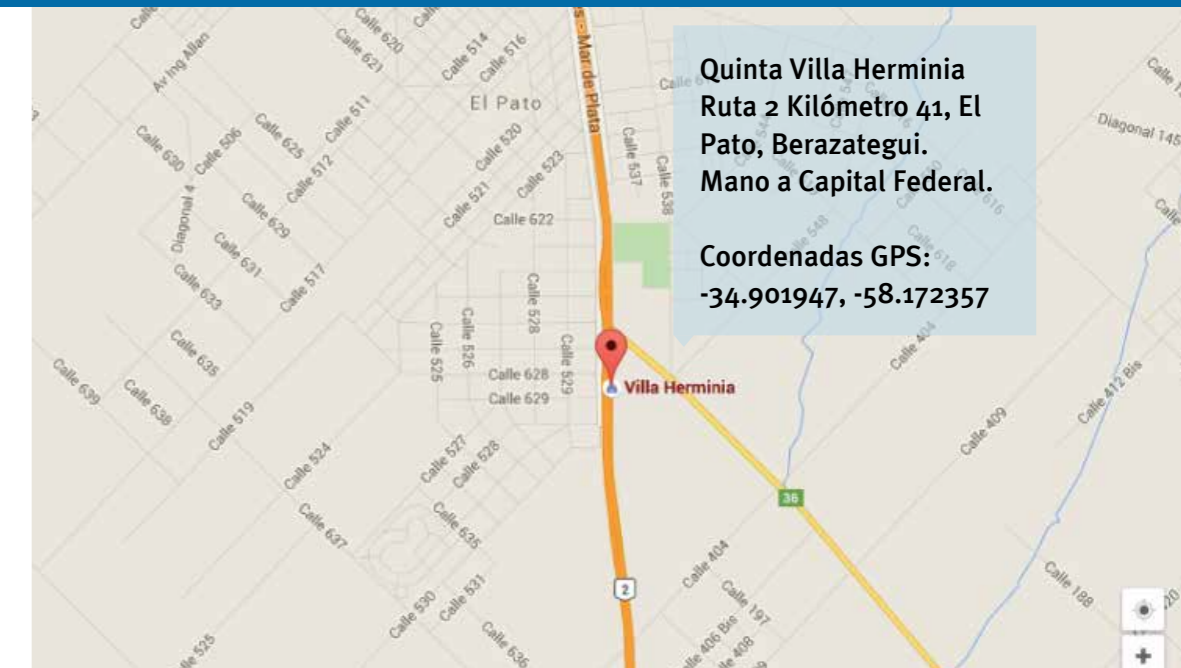 Quinta Villa Herminia
Ruta 2 Kilómetro 41, El
Pato, Berazategui.
Mano a Capital Federal.
Coordenadas GPS:
-34.901947, -58.172357
Calle 620
Calle 621
Calle 514
Calle 516
Av Ing Allan
El Pato
- Mar de Plata
Calle 511
Calle 506
Calle 625
Calle 630
Calle 512
Calle 520
Calle 523
Calle 521
Calle 537
Calle 538
Calle 622
Diagonal 4
Calle 629
Calle 631
Calle 633
Calle 517
Diagonal 145
Calle 548
Calle 618
616
Calle 528
Calle 526
Calle 525
Calle 529
Calle 635
Calle 628
Calle 629
Villa Herminia
Calle 404
Calle 412 Bis
Calle 409
Calle 639
Calle 638
Calle 519
Calle 524
Calle 527
Calle 528
36
Calle 637
Calle 635
Calle 404
2
Calle 197
Calle 188
20
Calle 530
Calle 531
Calle 636
Calle 406 Bis
Calle 408
lle 525
+